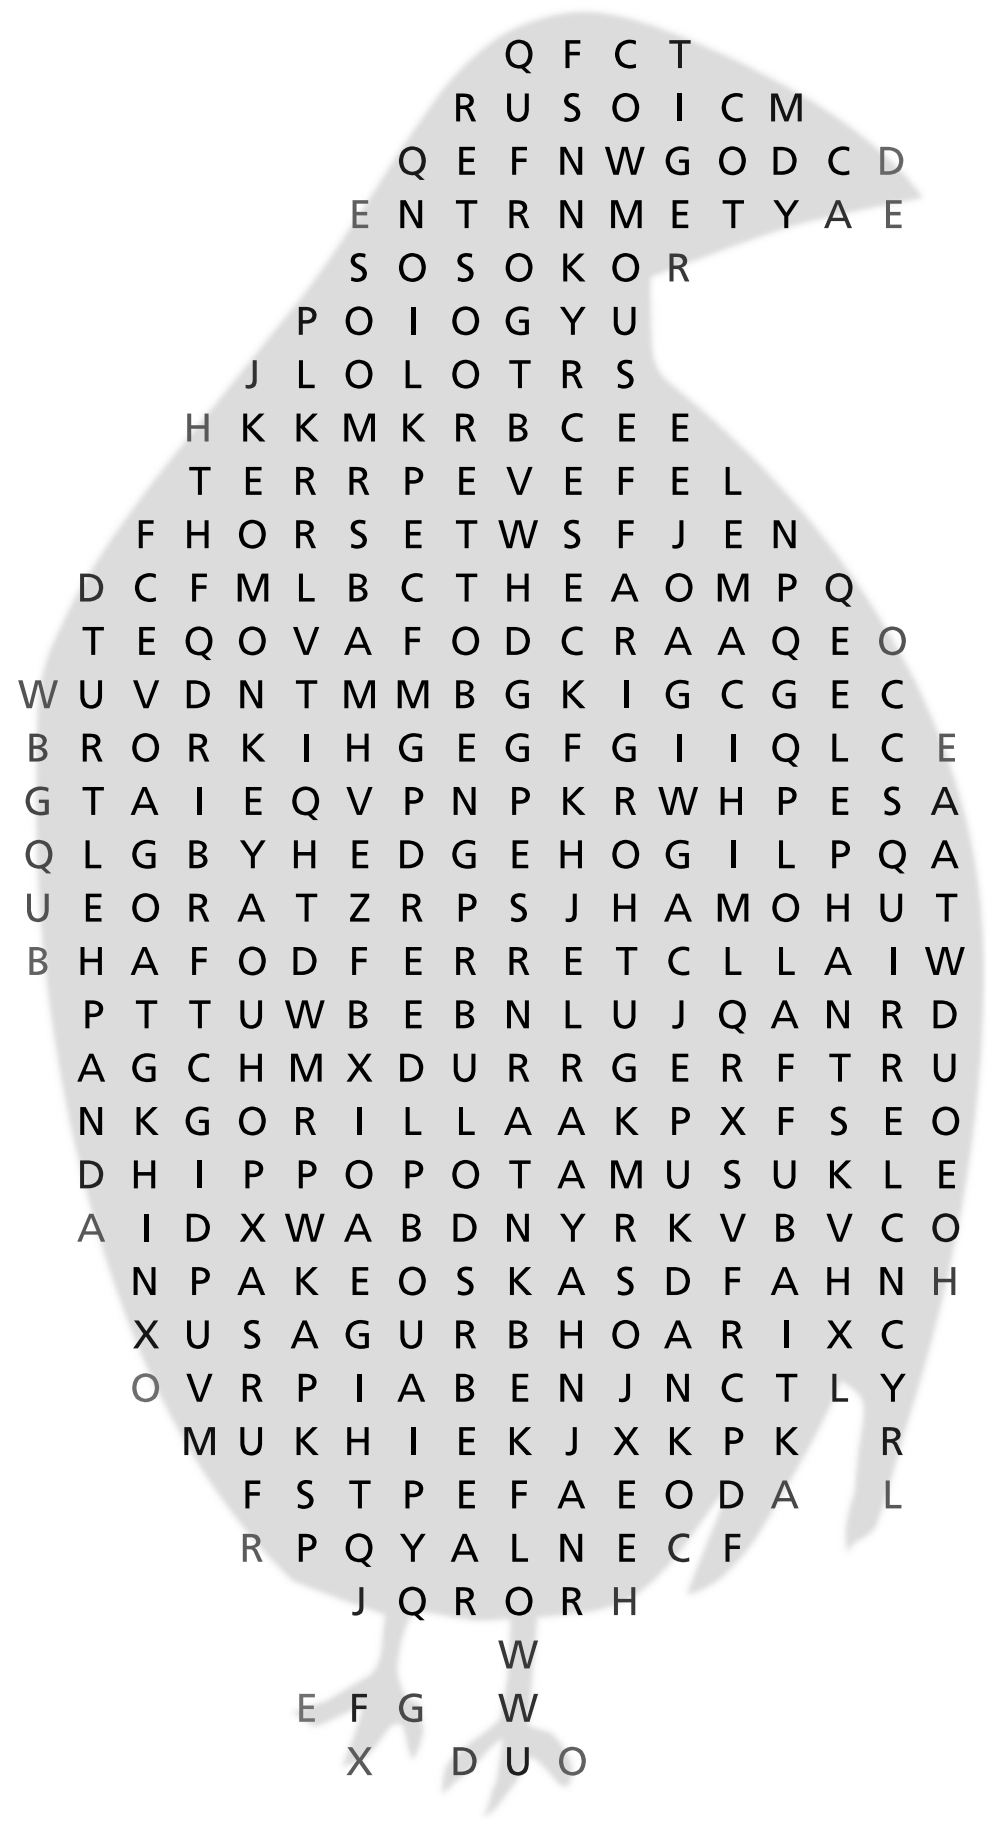 Q F C T
R U S O I C M
Q E F N W G O D C D
E N T R N M E T Y A E
S O S O K O R
P O I O G Y U
J L O L O T R S
H K K M K R B C E E
T E R R P E V E F E L
F H O R S E T W S F J E N
D C F M L B C T H E A O M P Q
T E Q O V A F O D C R A A Q E O
W U V D N T M M B G K I G C G E C
B R O R K I H G E G F G I I Q L C E
G T A I E Q V P N P K R W H P E S A
Q L G B Y H E D G E H O G I L P Q A
U E O R A T Z R P S J H A M O H U T
B H A F O D F E R R E T C L L A I W
P T T U W B E B N L U J Q A N R D
A G C H M X D U R R G E R F T R U
N K G O R I L L A A K P X F S E O
D H I P P O P O T A M U S U K L E
A I D X W A B D N Y R K V B V C O
N P A K E O S K A S D F A H N H
X U S A G U R B H O A R I X C
O V R P I A B E N J N C T L Y
M U K H I E K J X K P K R
F S T P E F A E O D A L
R P Q Y A L N E C F
J Q R O R H
W
E F G W
X D U O